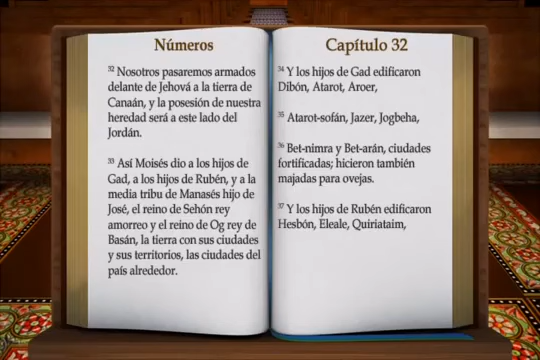 Números
³² Nosotros pasaremos armados
delante de Jehová a la tierra de
Canaán, y la posesión de nuestra
heredad será a este lado del
Jordán.
³³ Así Moisés dio a los hijos de
Gad, a los hijos de Rubén, y a la
media tribu de Manasés hijo de
José, el reino de Sehón rey
amorreo y el reino de Og rey de
Basán, la tierra con sus ciudades
y sus territorios, las ciudades del
país alrededor.
Capítulo 32
³⁴ Y los hijos de Gad edificaron
Dibón, Atarot, Aroer,
³⁵ Atarot-sofán, Jazer, Jogbeha,
³⁶ Bet-nimra y Bet-arán, ciudades
fortificadas; hicieron también
majadas para ovejas.
³⁷ Y los hijos de Rubén edificaron
Hesbón, Eleale, Quiriataim,